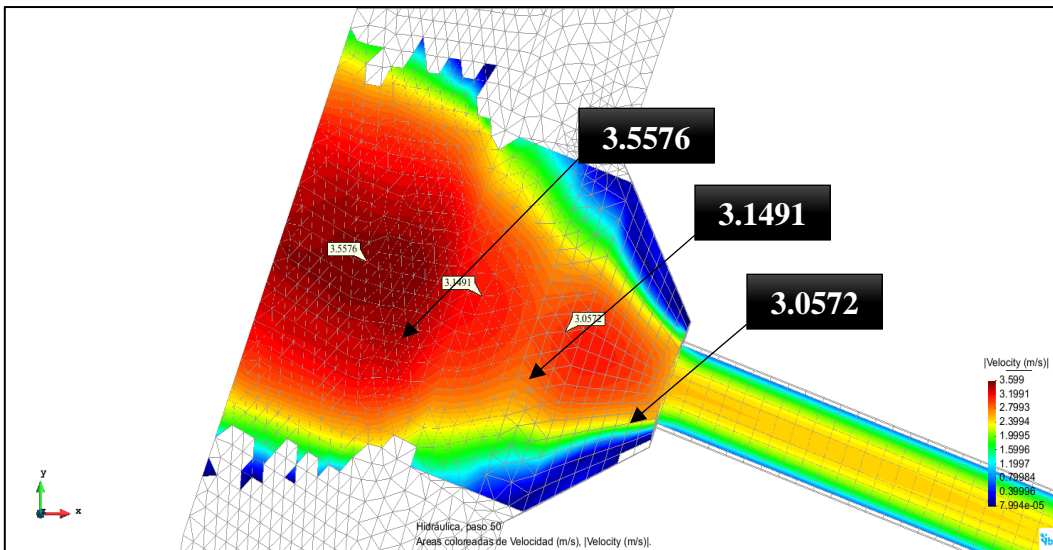 3.5576
3.1491
3.0572
3.5576
3.1491
3.0572
|Velocity (m/s)|
3.599
3.1991
2.7993
2.3994
1.9995
1.5996
1.1997
0.79984
0.39996
7.994e-05
y
x
Hidráulica, paso 50
Areas coloreadas de Velocidad (m/s), |Velocity (m/s)|.